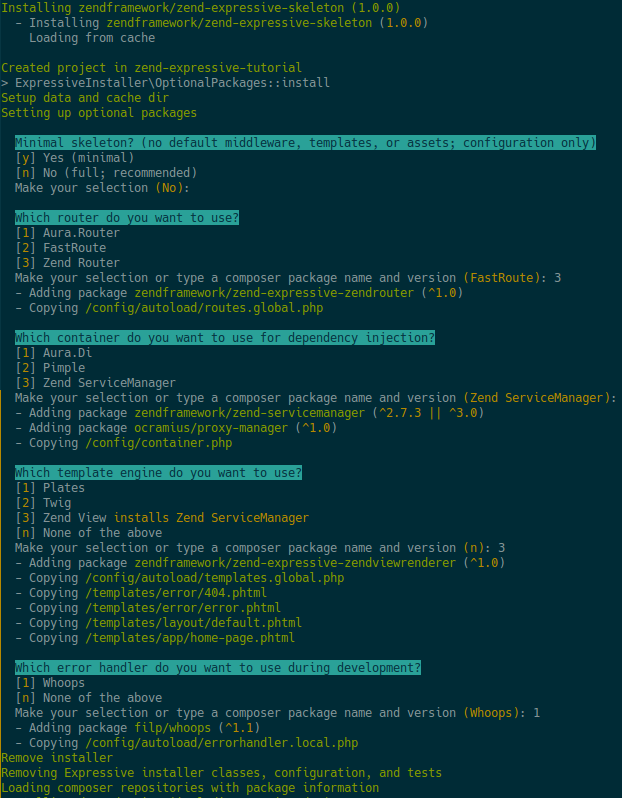 Installing zendframework/zend-expressive-skeleton (1.0.0)
- Installing zendframework/zend-expressive-skeleton (1.0.0)
Loading from cache
Created project in zend-expressive-tutorial
> ExpressiveInstaller\OptionalPackages::install
Setup data and cache dir
Setting up optional packages
Minimal skeleton? (no default middleware, templates, or assets; configuration only)
[y] Yes (minimal)
[n] No (full; recommended)
Make your selection (No):
Which router do you want to use?
[1] Aura.Router
[2] FastRoute
[3] Zend Router
Make your selection or type a composer package name and version (FastRoute): 3
- Adding package zendframework/zend-expressive-zendrouter (^1.0)
- Copying /config/autoload/routes.global.php
Which container do you want to use for dependency injection?
[1] Aura.Di
[2] Pimple
[3] Zend ServiceManager
Make your selection or type a composer package name and version (Zend ServiceManager):
- Adding package zendframework/zend-servicemanager (^2.7.3 || ^3.0)
- Adding package ocramius/proxy-manager (^1.0)
- Copying /config/container.php
Which template engine do you want to use?
[1] Plates
[2] Twig
[3] Zend View installs Zend ServiceManager
[n] None of the above
Make your selection or type a composer package name and version (n): 3
- Adding package zendframework/zend-expressive-zendviewrenderer (^1.0)
- Copying /config/autoload/templates.global.php
- Copying /templates/error/404.phtml
- Copying /templates/error/error.phtml
- Copying /templates/layout/default.phtml
- Copying /templates/app/home-page.phtml
Which error handler do you want to use during development?
[1] Whoops
[n] None of the above
Make your selection or type a composer package name and version (Whoops): 1
- Adding package filp/whoops (^1.1)
- Copying /config/autoload/errorhandler.local.php
Remove installer
Removing Expressive installer classes, configuration, and tests
Loading composer repositories with package information